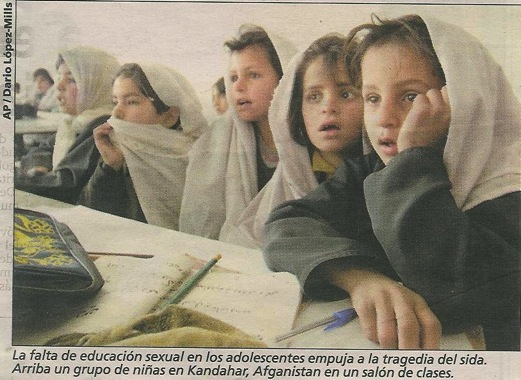 AP / Dario López-Mills
La falta de educación sexual en los adolescentes empuja a la tragedia del sida.
Arriba un grupo de niñas en Kandahar, Afganistan en un salón de clases.